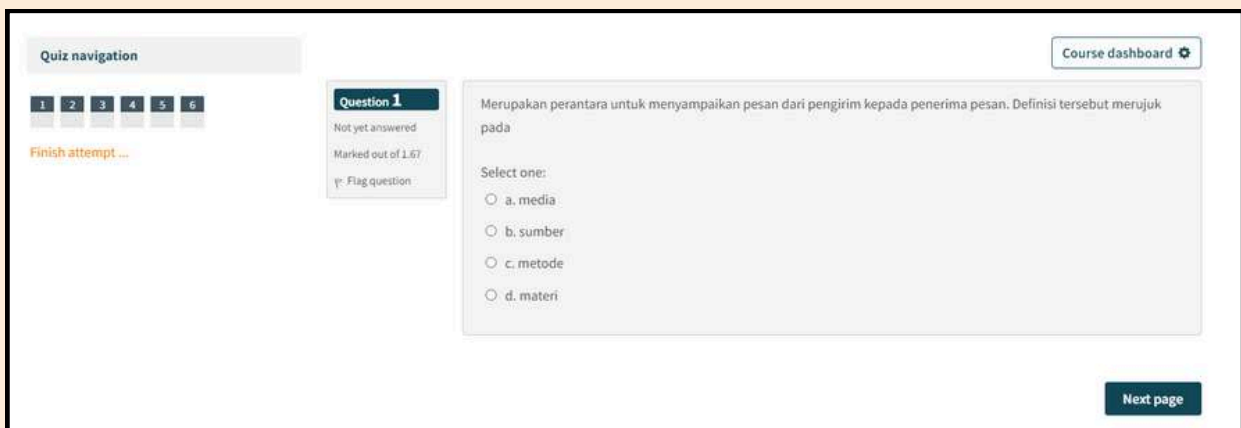 Quiz navigation
Course dashboard
1 2 3 4 5 6
Finish attempt ...
Question 1
Not yet answered
Marked out of 1.67
Flag question
Merupakan perantara untuk menyampaikan pesan dari pengirim kepada penerima pesan. Definisi tersebut merujuk
pada
Select one:
a. media
b. sumber
c. metode
d. materi
Next page